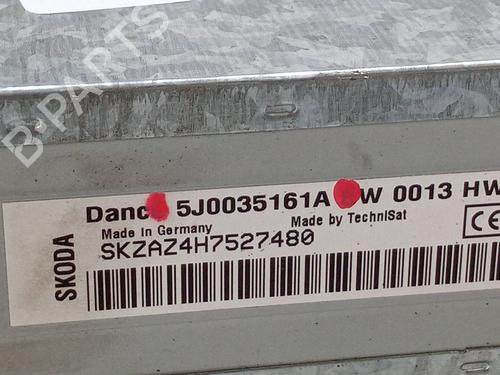 B-PARTS
Danc 5J0035161A W 0013 HW
Made In Germany Made by TechniSat
SKZAZ4H7527480
SKODA
CE